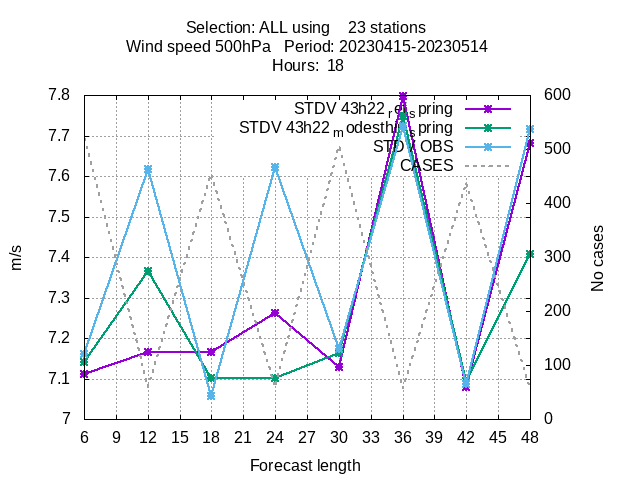 Selection: ALL using 23 stations
Wind speed 500hPa Period: 20230415-20230514
Hours: 18
7.8
7.7
7.6
7.5
7.4
7.3
7.2
7.1
7
600
500
400
300
200
100
0
m/s
No cases
STDV 43h22
spring
STDV 43h22 modesth
spring
STDV OBS
CASES
6 9 12 15 18 21 24 27 30 33 36 39 42 45 48
Forecast length